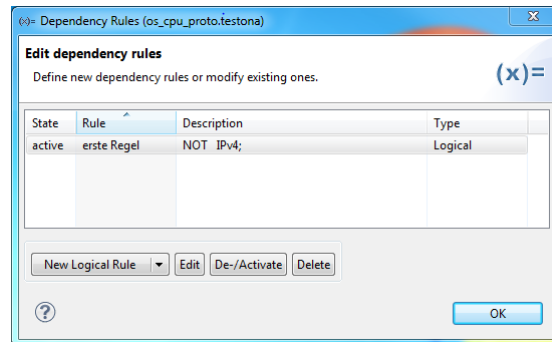 (x)= Dependency Rules (os_cpu_proto.testona)
Edit dependency rules
Define new dependency rules or modify existing ones.
(x)=
State Rule Description Type
active erste Regel NOT IPv4; Logical
New Logical Rule Edit De-/Activate Delete
?
OK